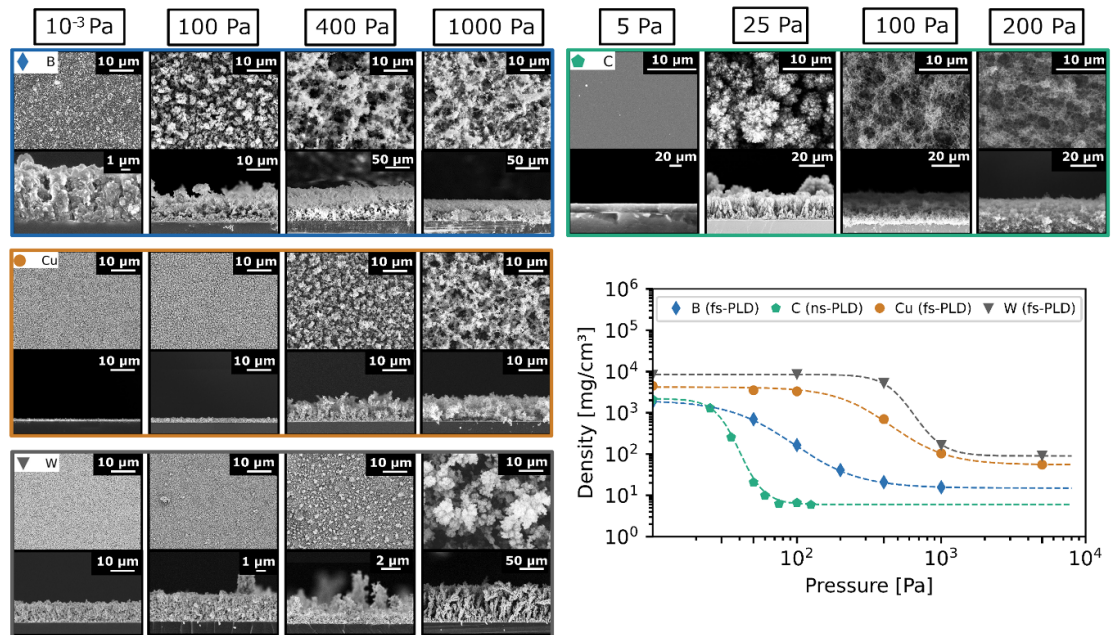 10⁻³ Pa 100 Pa 400 Pa 1000 Pa
5 Pa 25 Pa 100 Pa 200 Pa
B 10 μm 10 μm 10 μm 10 μm
1 μm 10 μm 50 μm 50 μm
C 10 μm 10 μm 10 μm 10 μm
20 μm 20 μm 20 μm 20 μm
Cu 10 μm 10 μm 10 μm 10 μm
10 μm 10 μm 10 μm 10 μm
W 10 μm 10 μm 10 μm 10 μm
10 μm 1 μm 2 μm 50 μm
B (fs-PLD) C (ns-PLD) Cu (fs-PLD) W (fs-PLD)
Density [mg/cm³]
10⁶
10⁵
10⁴
10³
10²
10¹
10⁰
10² 10³ 10⁴
Pressure [Pa]